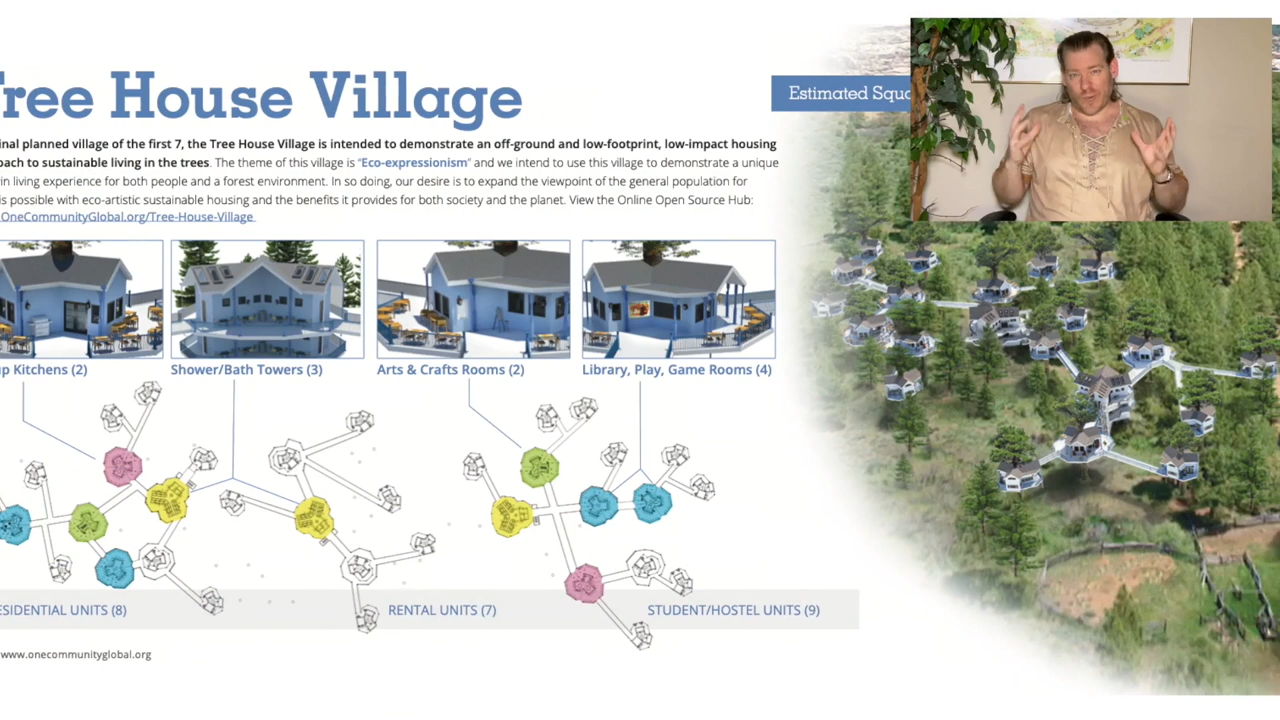 ree House Village
Estimated Squa
inal planned village of the first 7, the Tree House Village is intended to demonstrate an off-ground and low-footprint, low-impact housing
oach to sustainable living in the trees. The theme of this village is "Eco-expressionism" and we intend to use this village to demonstrate a unique
in living experience for both people and a forest environment. In so doing, our desire is to expand the viewpoint of the general population for
is possible with eco-artistic sustainable housing and the benefits it provides for both society and the planet. View the Online Open Source Hub:
OneCommunityGlobal.org/Tree-House-Village
up Kitchens (2)
Shower/Bath Towers (3)
Arts & Crafts Rooms (2)
Library, Play, Game Rooms (4)
ESIDENTIAL UNITS (8)
RENTAL UNITS (7)
STUDENT/HOSTEL UNITS (9)
www.onecommunityglobal.org